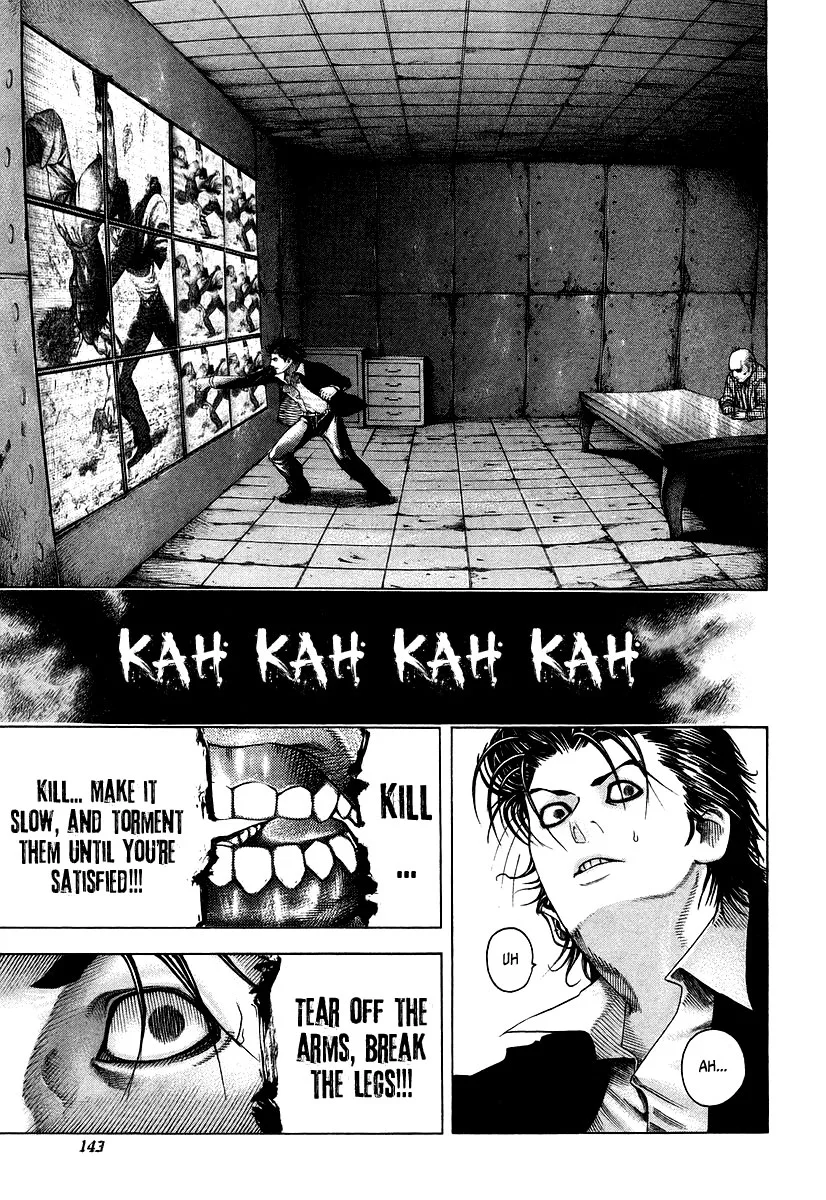 KAH KAH KAH KAH
UH
AH...
KILL
...
KILL... MAKE IT
SLOW, AND TORMENT
THEM UNTIL YOU'RE
SATISFIED!!!
TEAR OFF THE
ARMS, BREAK
THE LEGS!!!
143